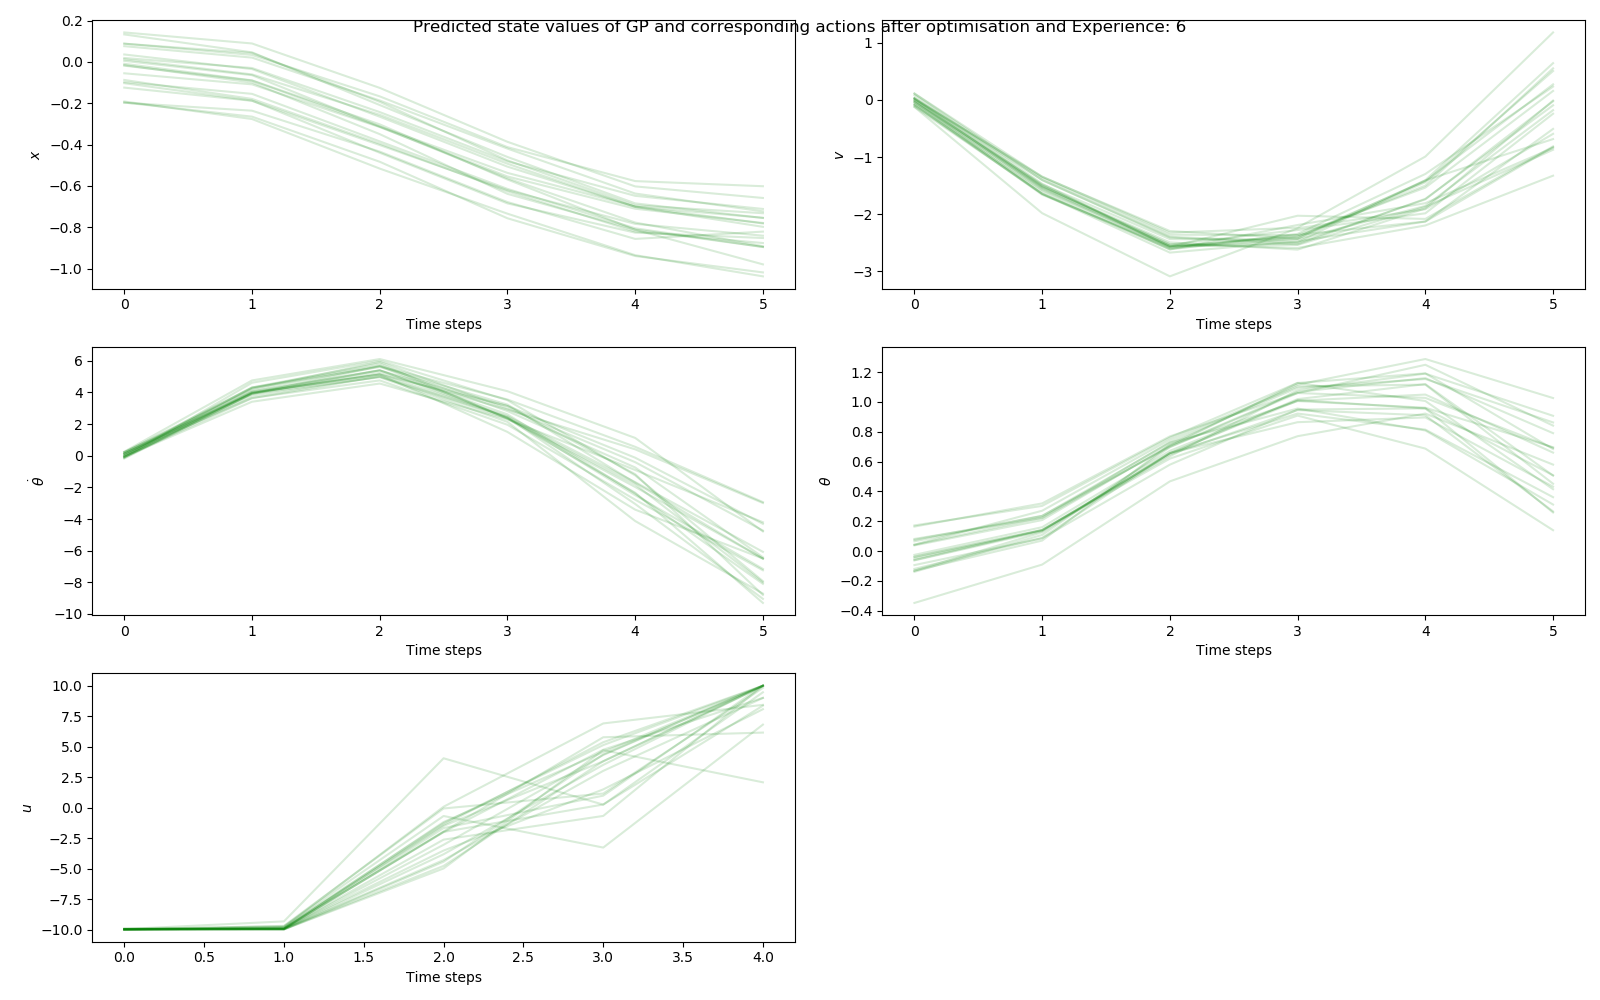 Predicted state values of GP and corresponding actions after optimisation and Experience: 6
0.2
0.0
−0.2
−0.4
−0.6
−0.8
−1.0
x
0 1 2 3 4 5
Time steps
1
0
−1
−2
−3
v
0 1 2 3 4 5
Time steps
6
4
2
0
−2
−4
−6
−8
−10
θ̇
0 1 2 3 4 5
Time steps
1.2
1.0
0.8
0.6
0.4
0.2
0.0
−0.2
−0.4
θ
0 1 2 3 4 5
Time steps
10.0
7.5
5.0
2.5
0.0
−2.5
−5.0
−7.5
−10.0
u
0.0 0.5 1.0 1.5 2.0 2.5 3.0 3.5 4.0
Time steps